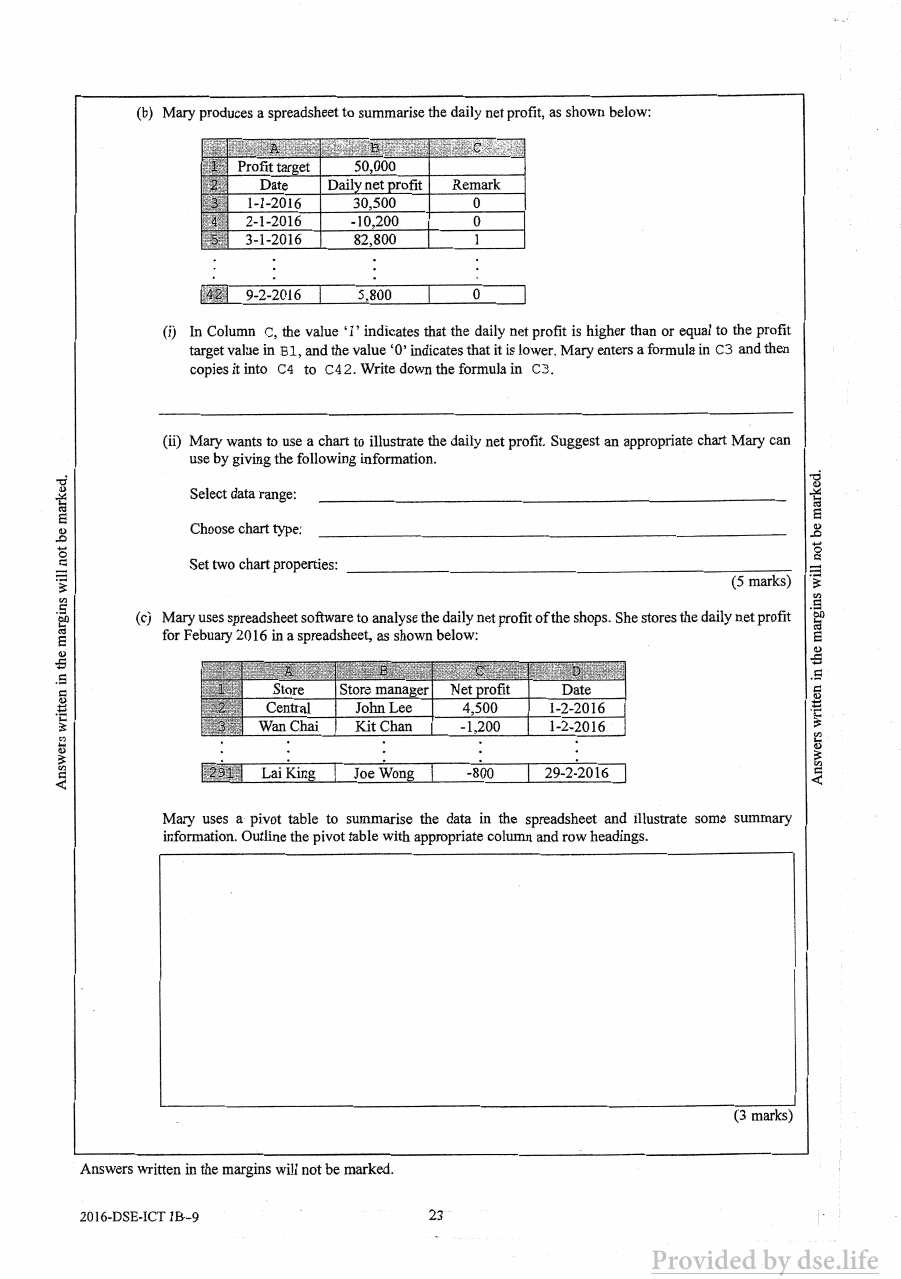 (b) Mary produces a spreadsheet to summarise the daily net profit, as shown below:
A B C
1 Profit target 50,000
2 Date Daily net profit Remark
3 1-1-2016 30,500 0
4 2-1-2016 -10,200 0
5 3-1-2016 82,800 1
42 9-2-2016 5,800 0
(i) In Column C, the value ‘1’ indicates that the daily net profit is higher than or equal to the profit
target value in B1, and the value ‘0’ indicates that it is lower. Mary enters a formula in C3 and then
copies it into C4 to C42. Write down the formula in C3.
(ii) Mary wants to use a chart to illustrate the daily net profit. Suggest an appropriate chart Mary can
use by giving the following information.
Select data range:
Choose chart type:
Set two chart properties:
(5 marks)
(c) Mary uses spreadsheet software to analyse the daily net profit of the shops. She stores the daily net profit
for Febuary 2016 in a spreadsheet, as shown below:
A B C D
1 Store Store manager Net profit Date
2 Central John Lee 4,500 1-2-2016
3 Wan Chai Kit Chan -1,200 1-2-2016
291 Lai King Joe Wong -800 29-2-2016
Mary uses a pivot table to summarise the data in the spreadsheet and illustrate some summary
information. Outline the pivot table with appropriate column and row headings.
(3 marks)
Answers written in the margins will not be marked.
Answers written in the margins will not be marked.
Answers written in the margins will not be marked.
2016-DSE-ICT 1B–9
23
Provided by dse.life